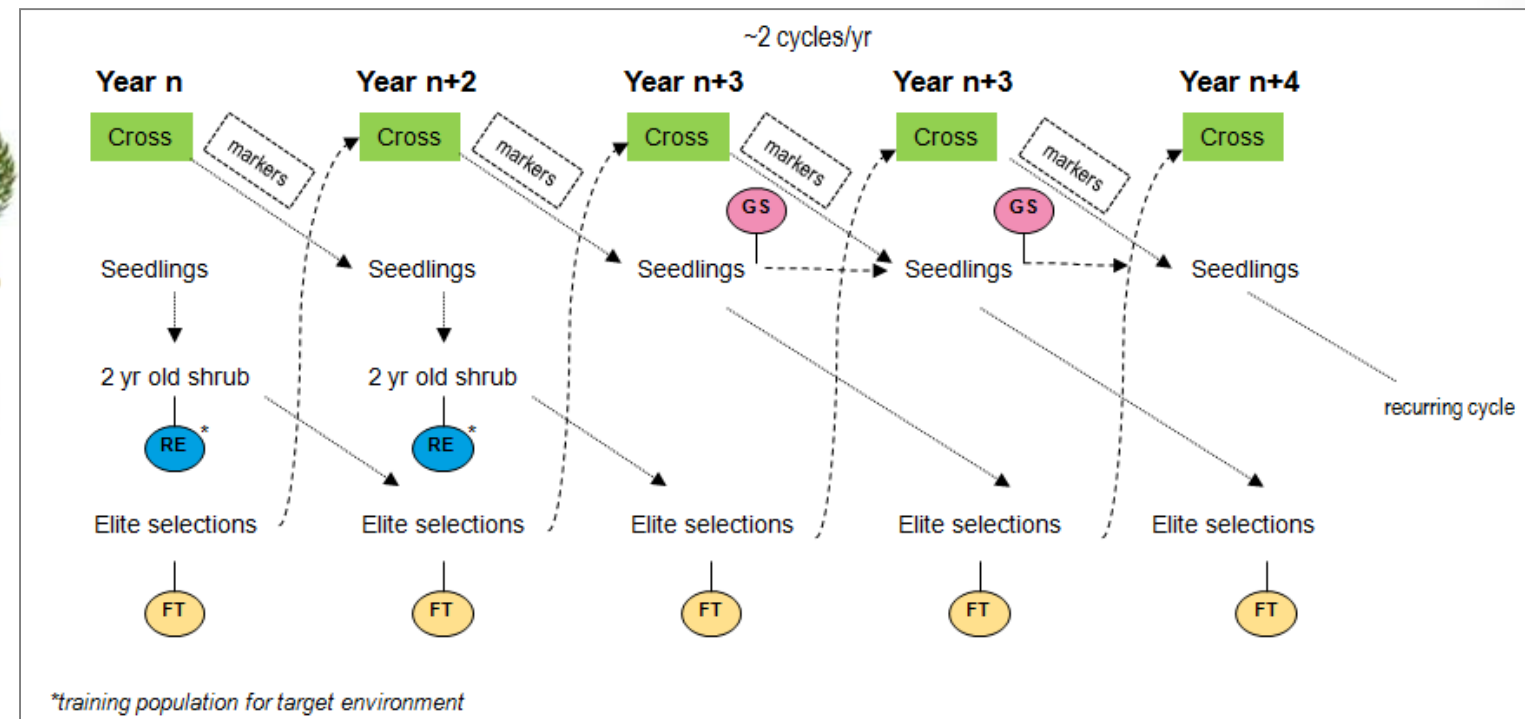 ~2 cycles/yr
Year n Year n+2 Year n+3 Year n+3 Year n+4
Cross markers Cross markers Cross markers Cross markers Cross
GS GS
Seedlings Seedlings Seedlings Seedlings Seedlings
2 yr old shrub 2 yr old shrub
recurring cycle
RE* RE*
Elite selections Elite selections Elite selections Elite selections Elite selections
FT FT FT FT FT
*training population for target environment